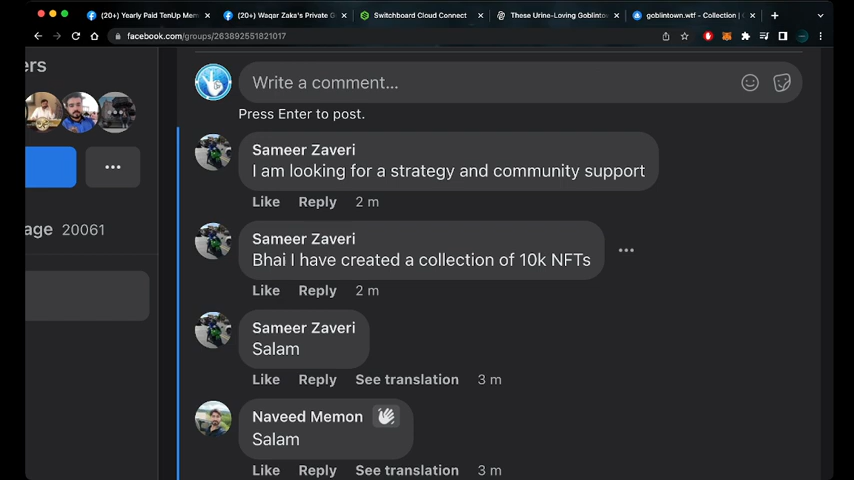 (20+) Yearly Paid TenUp Mem
(20+) Waqar Zaka's Private G
Switchboard Cloud Connect
These Urine-Loving Goblintow
goblintown.wtf - Collection | O
facebook.com/groups/263892551821017
ers
Write a comment...
Press Enter to post.
Sameer Zaveri
I am looking for a strategy and community support
Like Reply 2 m
age 20061
Sameer Zaveri
Bhai I have created a collection of 10k NFTs
Like Reply 2 m
Sameer Zaveri
Salam
Like Reply See translation 3 m
Naveed Memon
Salam
Like Reply See translation 3 m